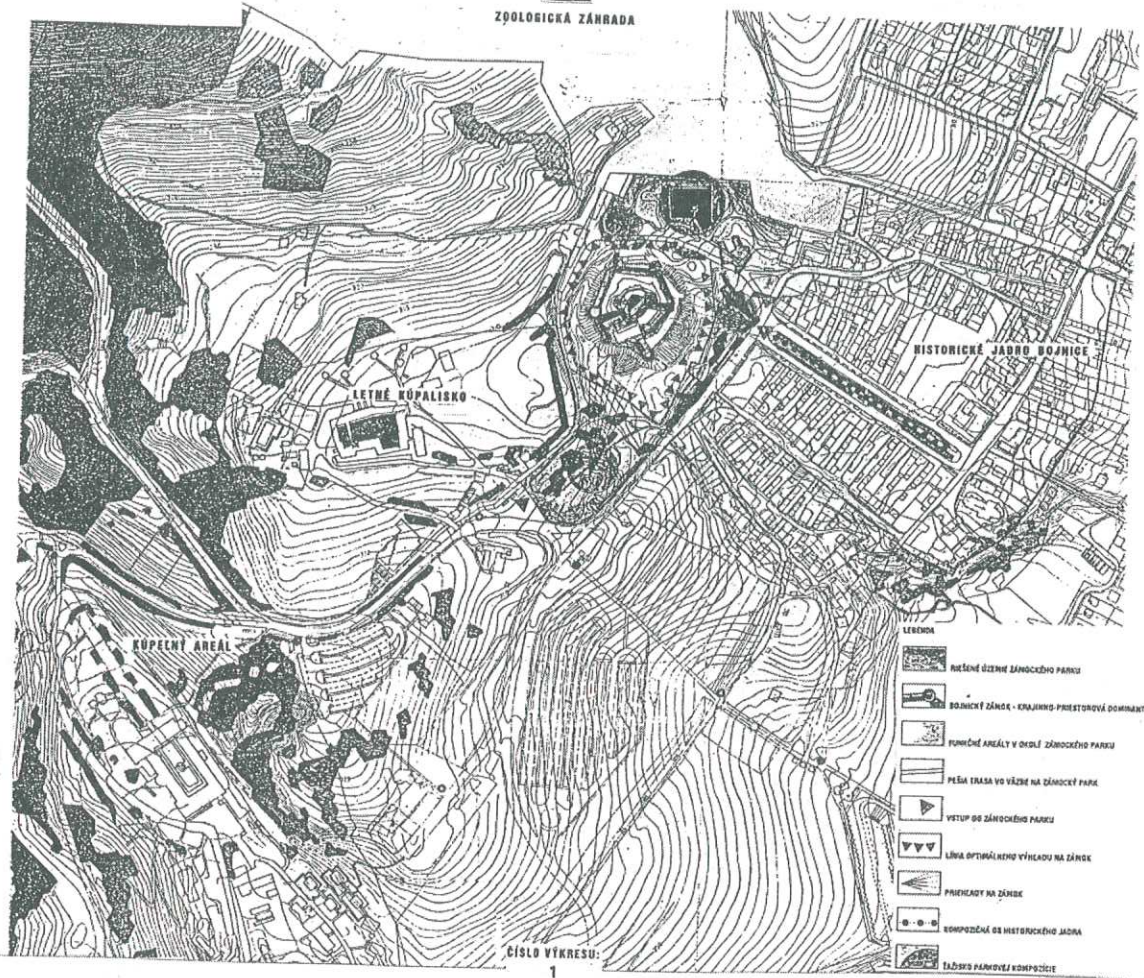 ZOOLOGICKÁ ZÁHRADA
HISTORICKÉ JADRO BOJNICE
LETNÉ KÚPALISKO
KÚPEĽNÝ AREÁL
LEGENDA
RIEŠENÉ ÚZEMIE ZÁMOCKÉHO PARKU
BOJNICKÝ ZÁMOK - KRAJINNO-PRIESTOROVÁ DOMINANT
FUNKČNÉ AREÁLY V OKOLÍ ZÁMOCKÉHO PARKU
PEŠIA TRASA VO VÄZBE NA ZÁMOCKÝ PARK
VSTUP DO ZÁMOCKÉHO PARKU
LÍNIA OPTIMÁLNEHO VÝHĽADU NA ZÁMOK
PRIEHĽADY NA ZÁMOK
KOMPOZIČNÁ OS HISTORICKÉHO JADRA
ŤAŽISKO PARKOVEJ KOMPOZÍCIE
ČÍSLO VÝKRESU:
1